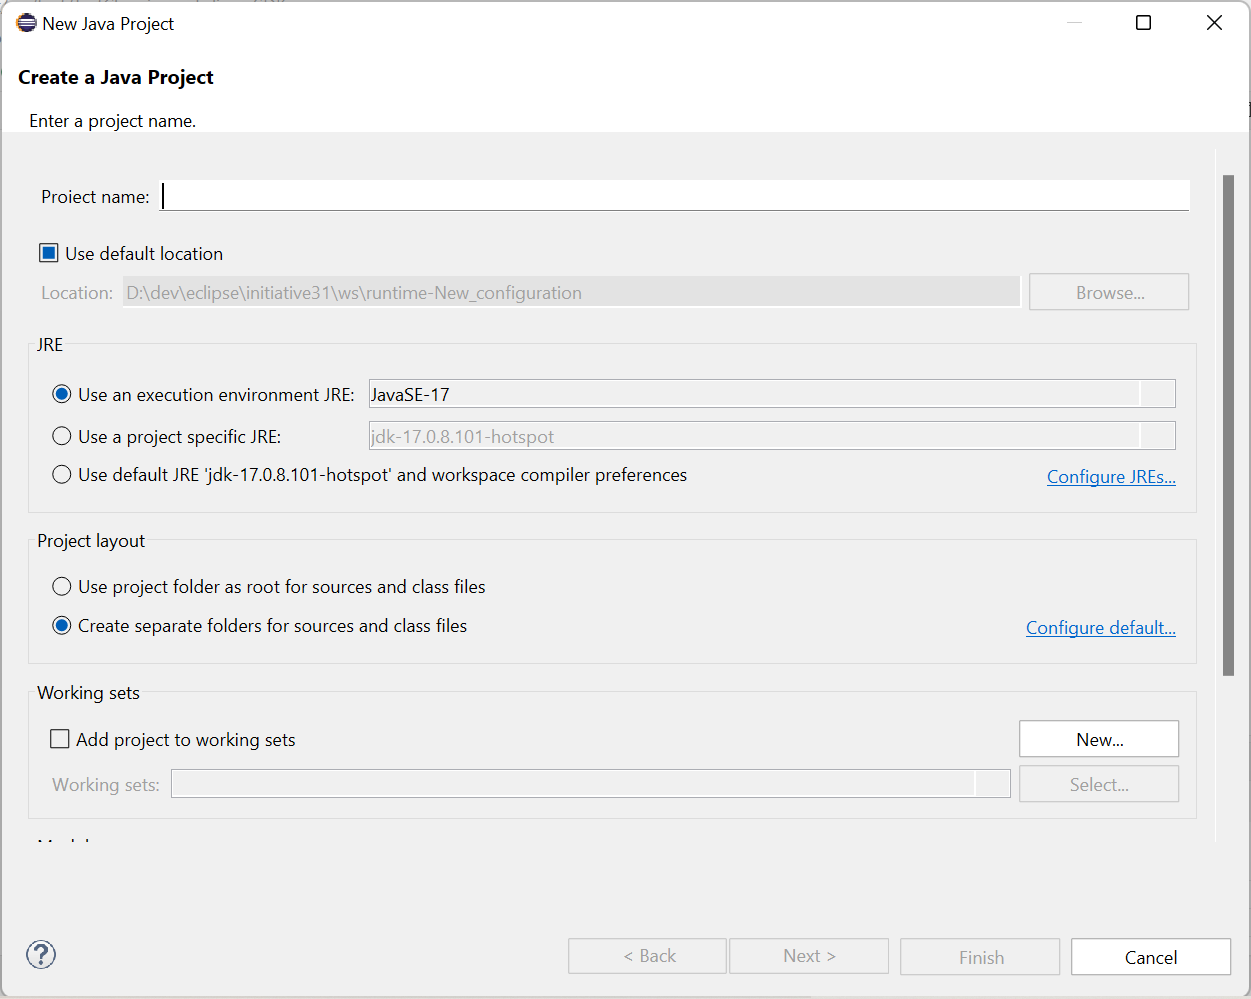 New Java Project
Create a Java Project
Enter a project name.
Project name:
Use default location
Location: D:\dev\eclipse\initiative31\ws\runtime-New_configuration Browse...
JRE
Use an execution environment JRE: JavaSE-17
Use a project specific JRE: jdk-17.0.8.101-hotspot
Use default JRE 'jdk-17.0.8.101-hotspot' and workspace compiler preferences Configure JREs...
Project layout
Use project folder as root for sources and class files
Create separate folders for sources and class files Configure default...
Working sets
Add project to working sets New...
Working sets: Select...
< Back Next > Finish Cancel